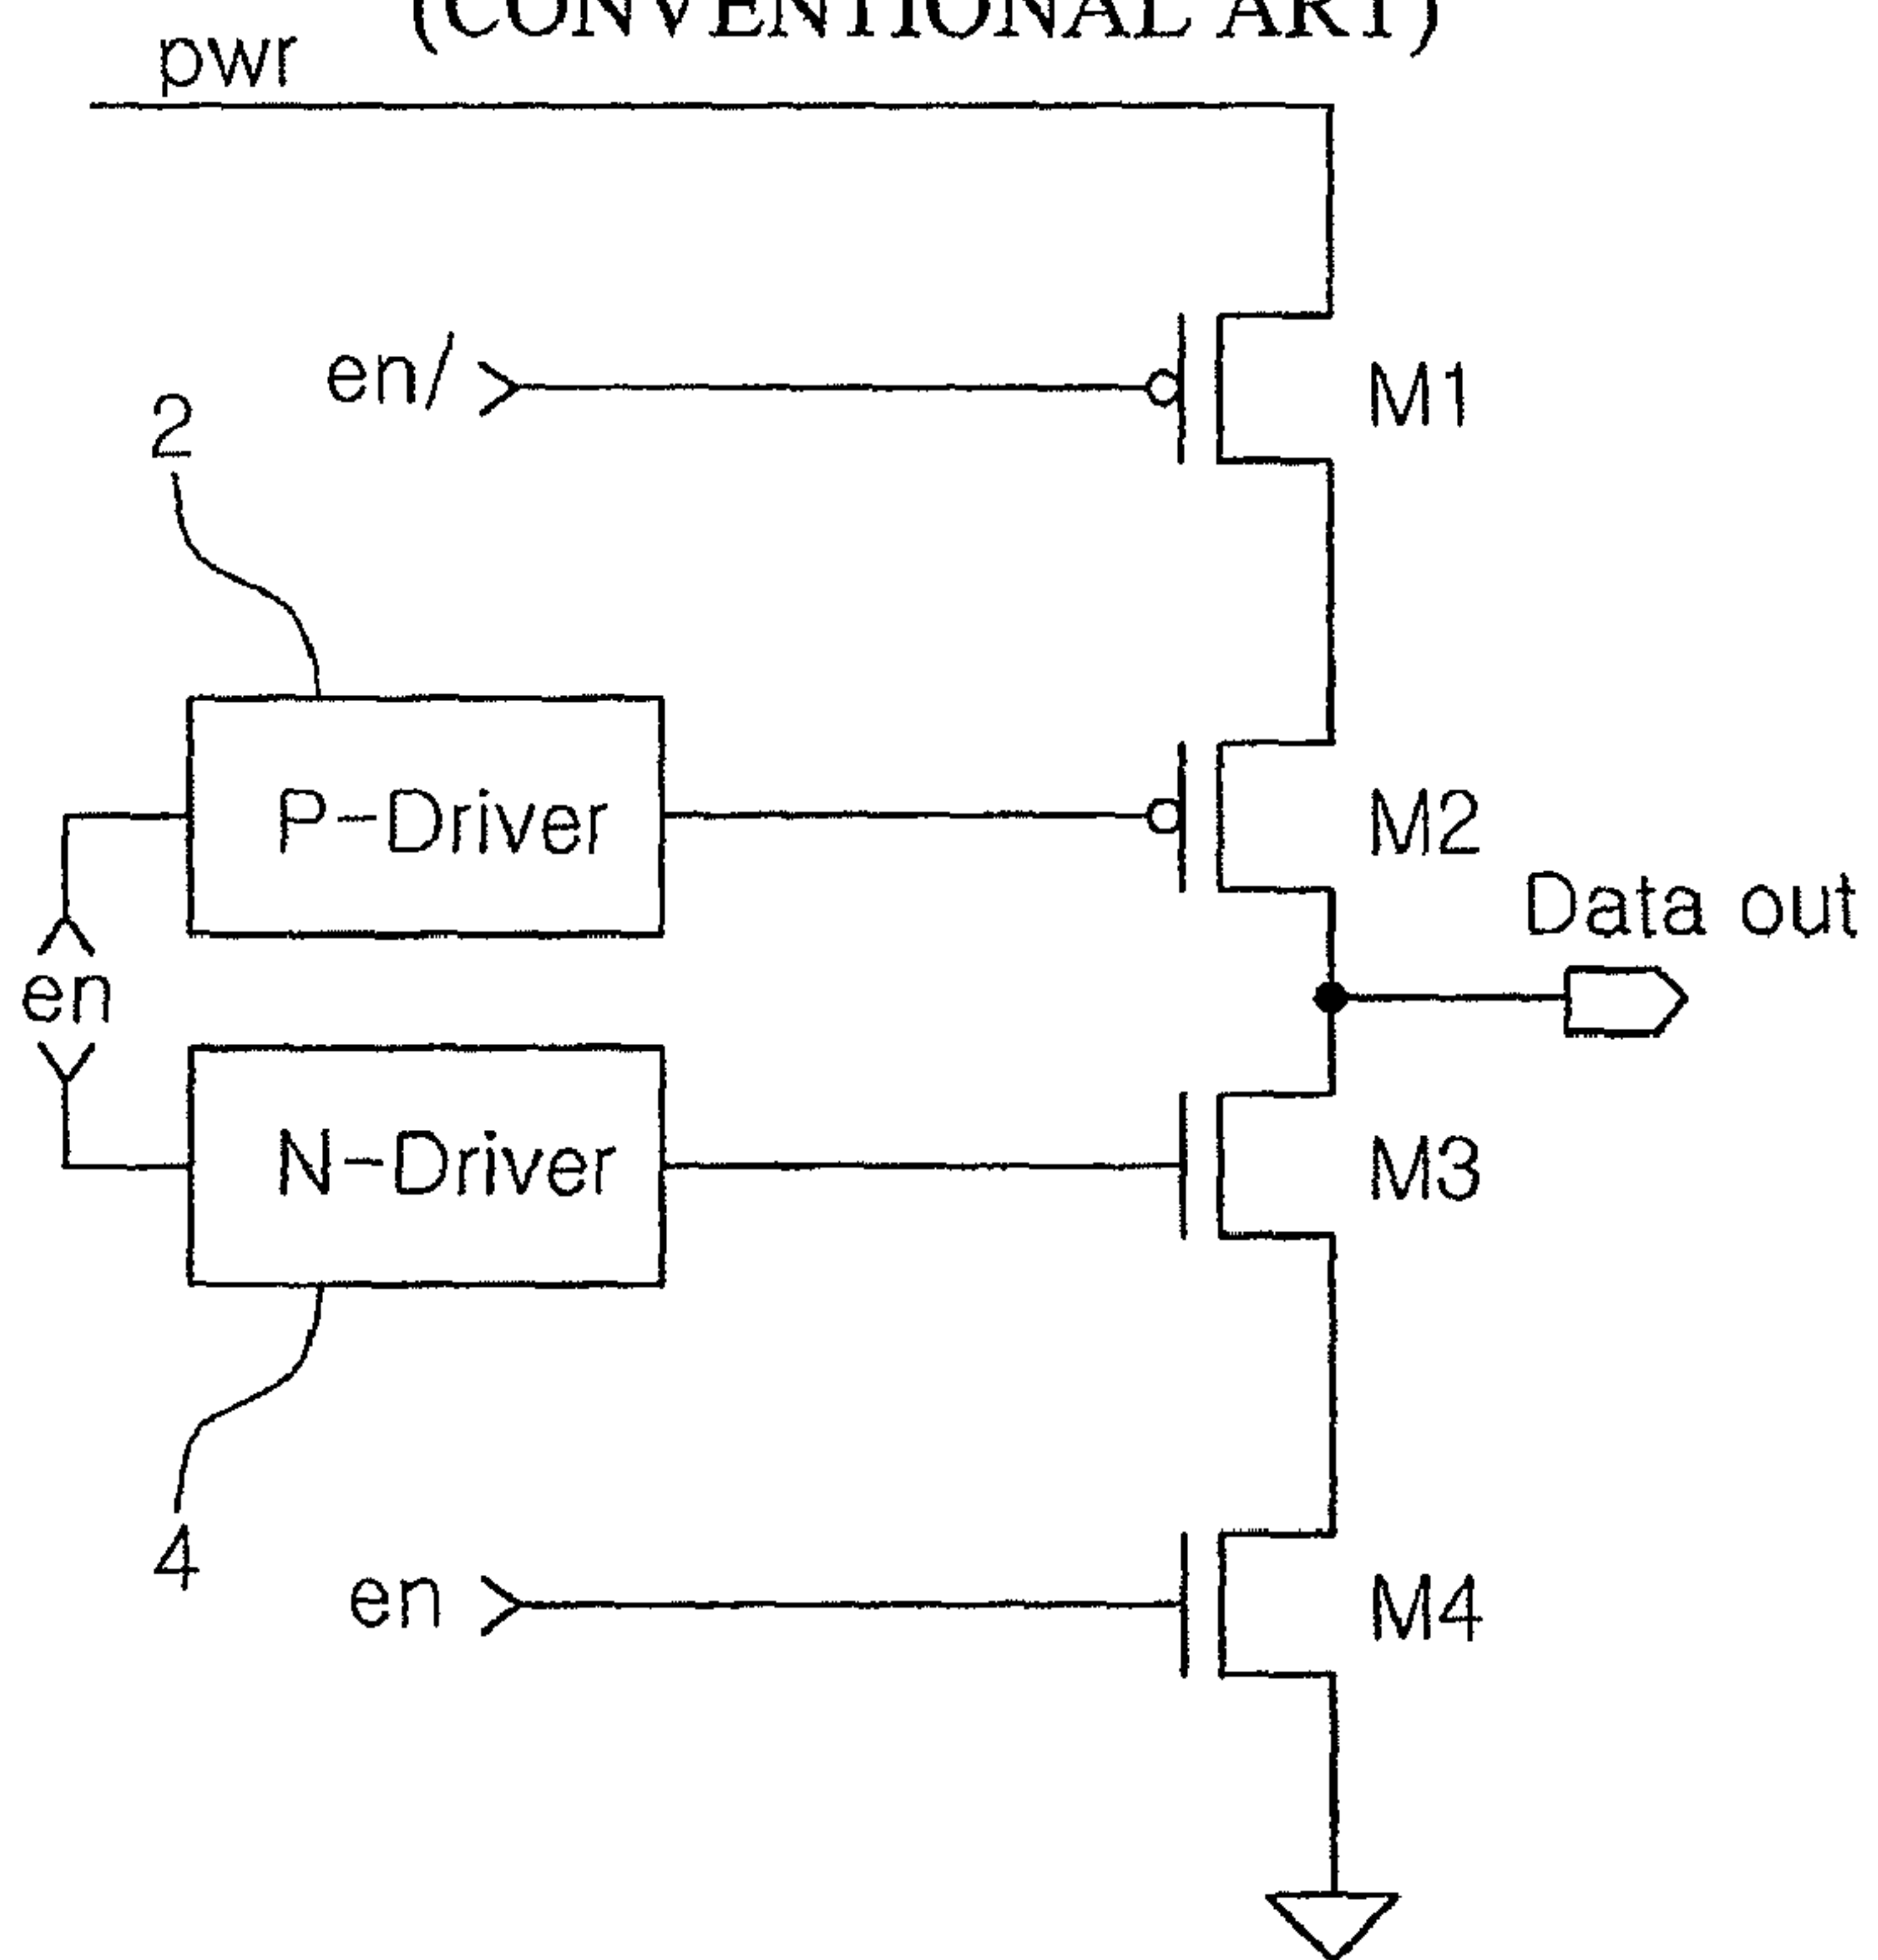 (CONVENTIONAL ART)
pwr
en/
M1
2
P-Driver
M2
Data out
en
N-Driver
M3
4
en
M4